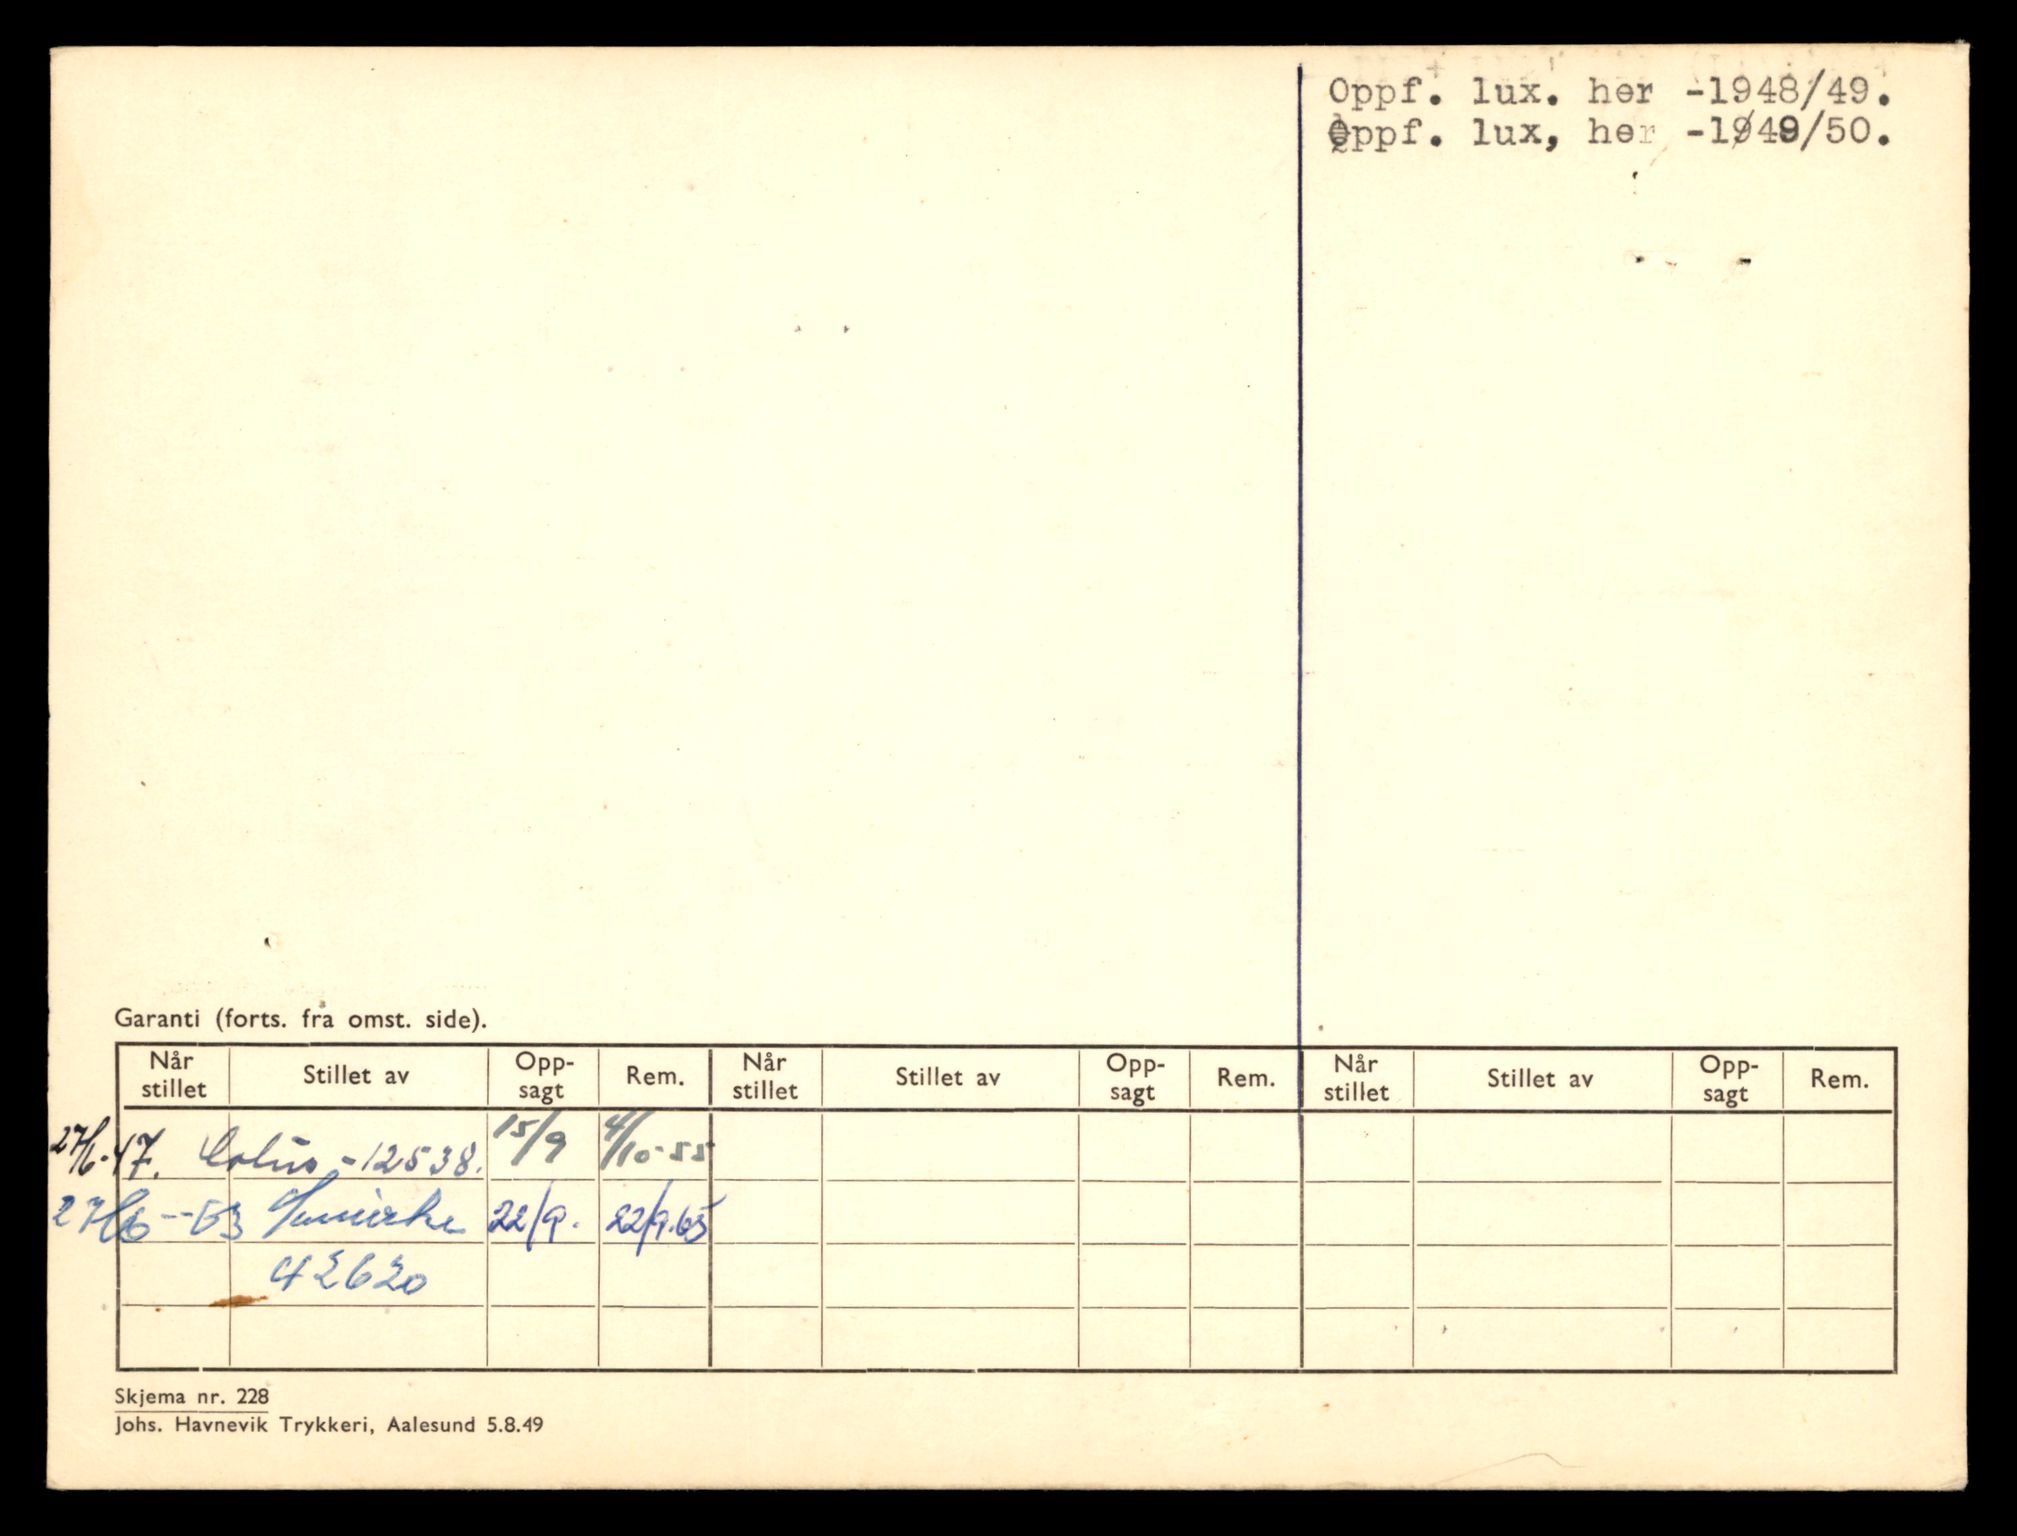 Oppf. lux. her -1948/49.
Oppf. lux, her -1949/50.
Garanti (forts. fra omst. side).
Når stillet Stillet av Opp- sagt Rem. Når stillet Stillet av Opp- sagt Rem. Når stillet Stillet av Opp- sagt Rem.
27/6-47. -12538. 15/9 4/10-55
27/6--53 22/9. 22/9.65
42620
Skjema nr. 228
Johs. Havnevik Trykkeri, Aalesund 5.8.49